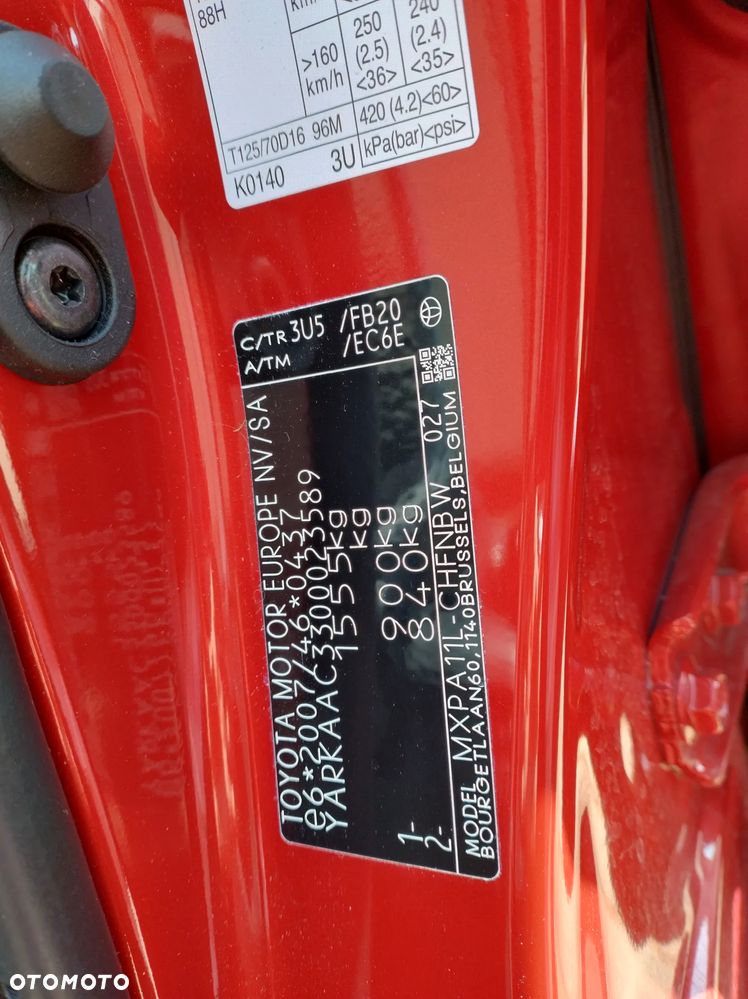 88H
km/h
>160
km/h
250
(2.5)
<36>
240
(2.4)
<35>
T125/70D16 96M
420 (4.2)<60>
K0140
3U
kPa(bar)<psi>
C/TR 3U5 /FB20
A/TM /EC6E
TOYOTA MOTOR EUROPE NV/SA
e6*2007/46*0437
YARKAAC3300023589
1555kg
kg
1- 900kg
2- 840kg
MODEL MXPA11L-CHFNBW 027
BOURGETLAAN60,1140BRUSSELS,BELGIUM
OTOMOTO